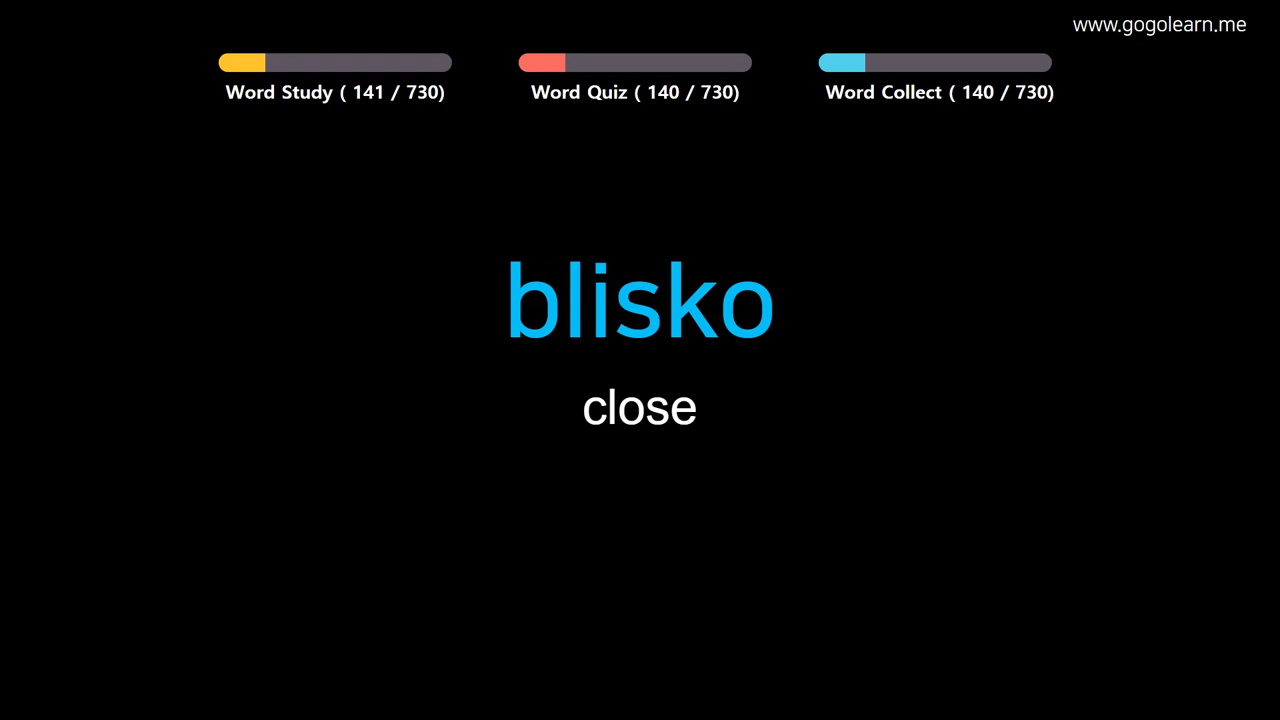 www.gogolearn.me
Word Study ( 141 / 730)
Word Quiz ( 140 / 730)
Word Collect ( 140 / 730)
blisko
close